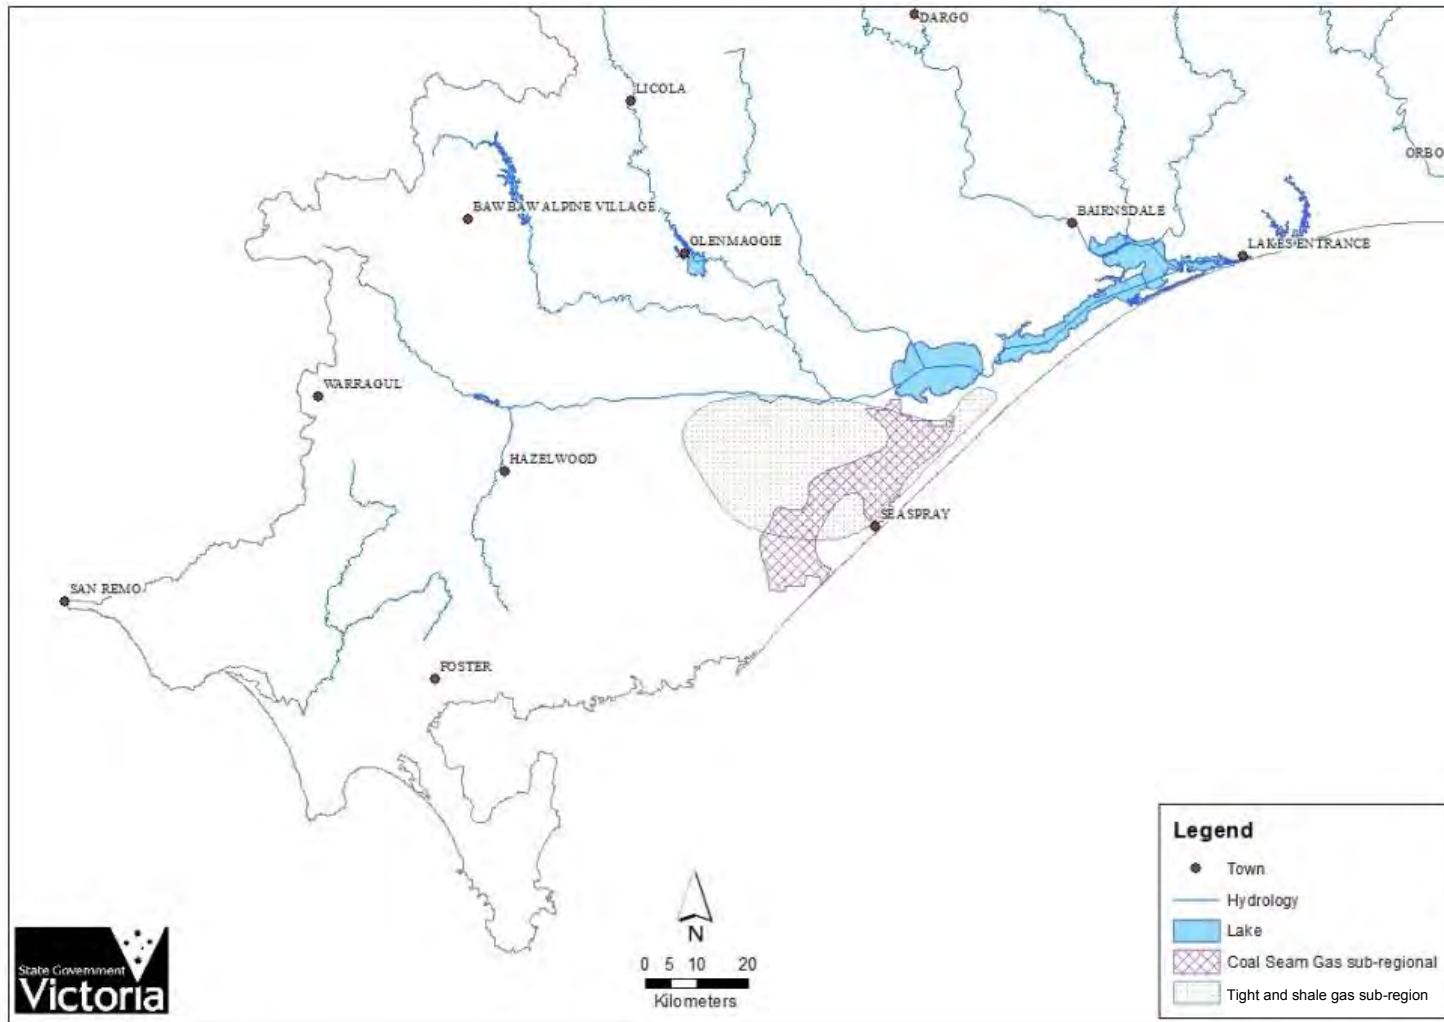 DARGO
LICOLA
ORBO
BAW BAW ALPINE VILLAGE
BAIRNSDALE
GLENMAGGIE
LAKES ENTRANCE
WARRAGUL
HAZELWOOD
SEASPRAY
SAN REMO
FOSTER
Legend
Town
Hydrology
Lake
Coal Seam Gas sub-regional
Tight and shale gas sub-region
N
0 5 10 20
Kilometers
State Government
Victoria